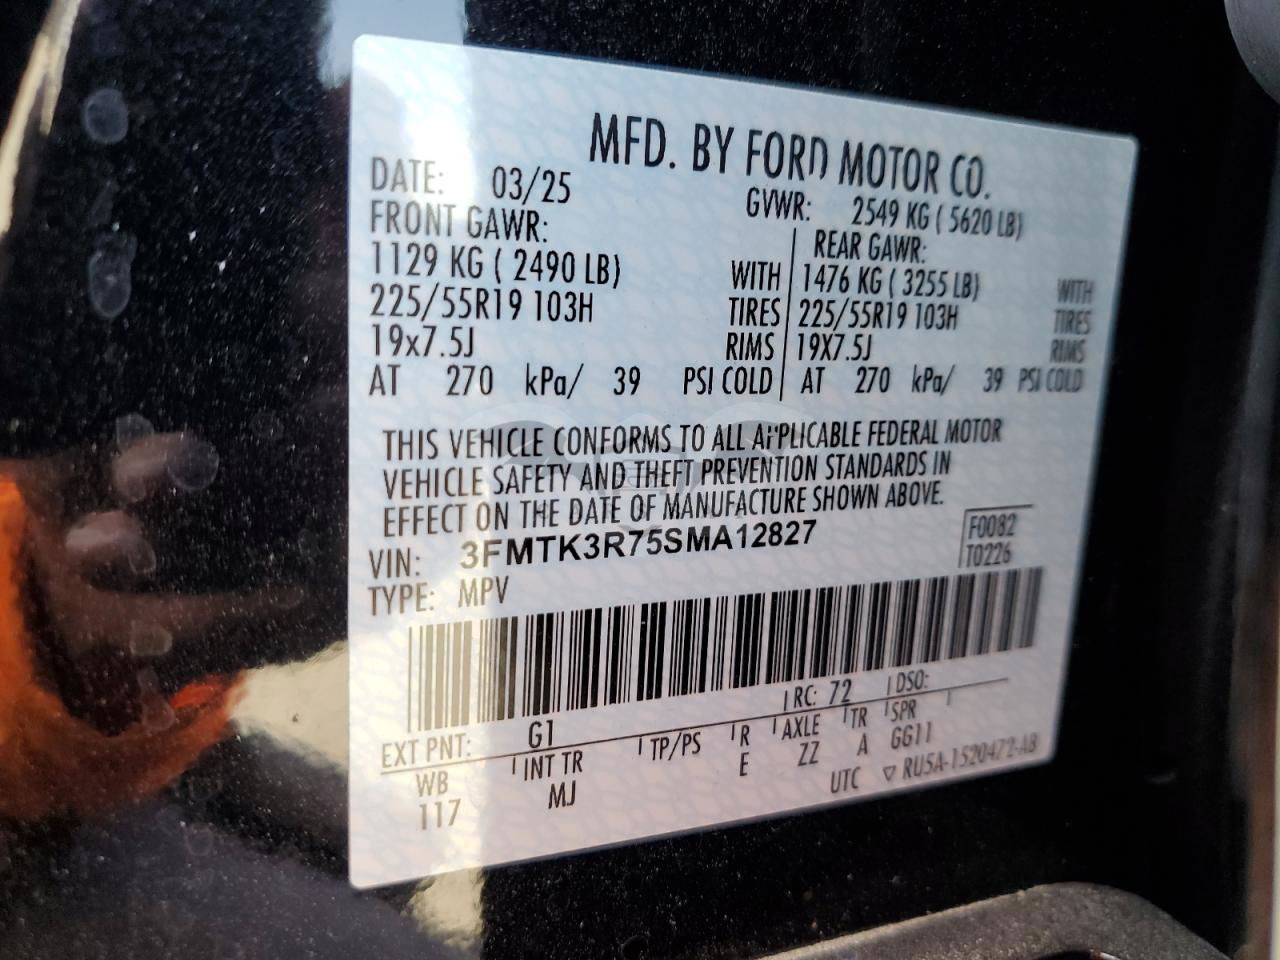 MFD. BY FORD MOTOR CO.
DATE: 03/25 GVWR: 2549 KG ( 5620 LB)
FRONT GAWR: REAR GAWR:
1129 KG ( 2490 LB) WITH 1476 KG ( 3255 LB) WITH
225/55R19 103H TIRES 225/55R19 103H TIRES
19x7.5J RIMS 19X7.5J RIMS
AT 270 kPa/ 39 PSI COLD AT 270 kPa/ 39 PSI COLD
THIS VEHICLE CONFORMS TO ALL APPLICABLE FEDERAL MOTOR
VEHICLE SAFETY AND THEFT PREVENTION STANDARDS IN
EFFECT ON THE DATE OF MANUFACTURE SHOWN ABOVE.
VIN: 3FMTK3R75SMA12827 F0082
TYPE: MPV T0226
EXT PNT: G1 RC: 72 DSO:
WB INT TR TP/PS R AXLE TR SPR
117 MJ E ZZ A GG11
UTC ▽ RU5A-1520472-AB